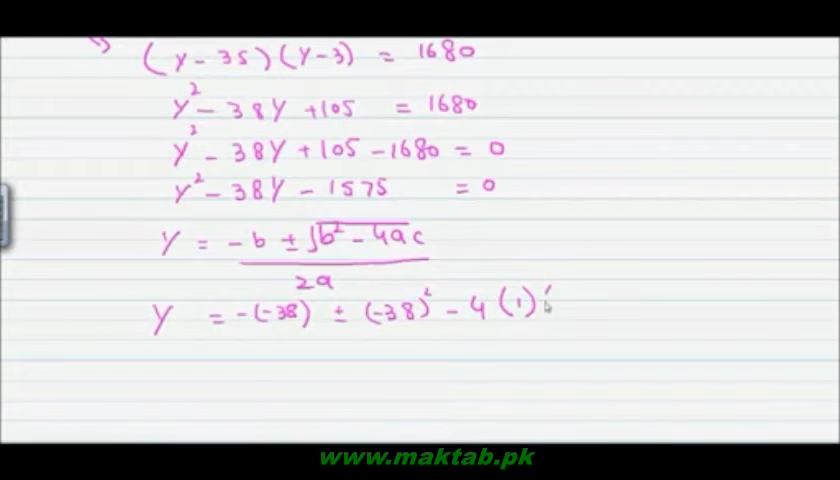 (y - 35) (y - 3) = 1680
y² - 38y + 105 = 1680
y² - 38y + 105 - 1680 = 0
y² - 38y - 1575 = 0
y = -b ± √b² - 4ac
2a
y = -(-38) ± (-38)² - 4 (1) (
www.maktab.pk